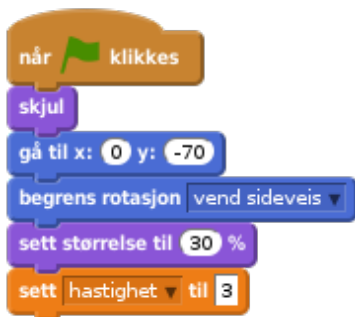 når klikkes
skjul
gå til x: 0 y: -70
begrens rotasjon vend sideveis
sett størrelse til 30 %
sett hastighet til 3